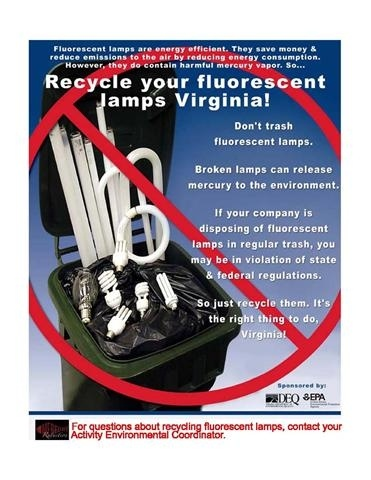 Fluorescent lamps are energy efficient. They save money &
reduce emissions to the air by reducing energy consumption.
However, they do contain harmful mercury vapor. So...
Recycle your fluorescent
lamps Virginia!
Don't trash
fluorescent lamps.
Broken lamps can release
mercury to the environment.
If your company is
disposing of fluorescent
lamps in regular trash, you
may be in violation of state
& federal regulations.
So just recycle them. It's
the right thing to do,
Virginia!
Sponsored by:
DEQ
EPA
For questions about recycling fluorescent lamps, contact your
Activity Environmental Coordinator.